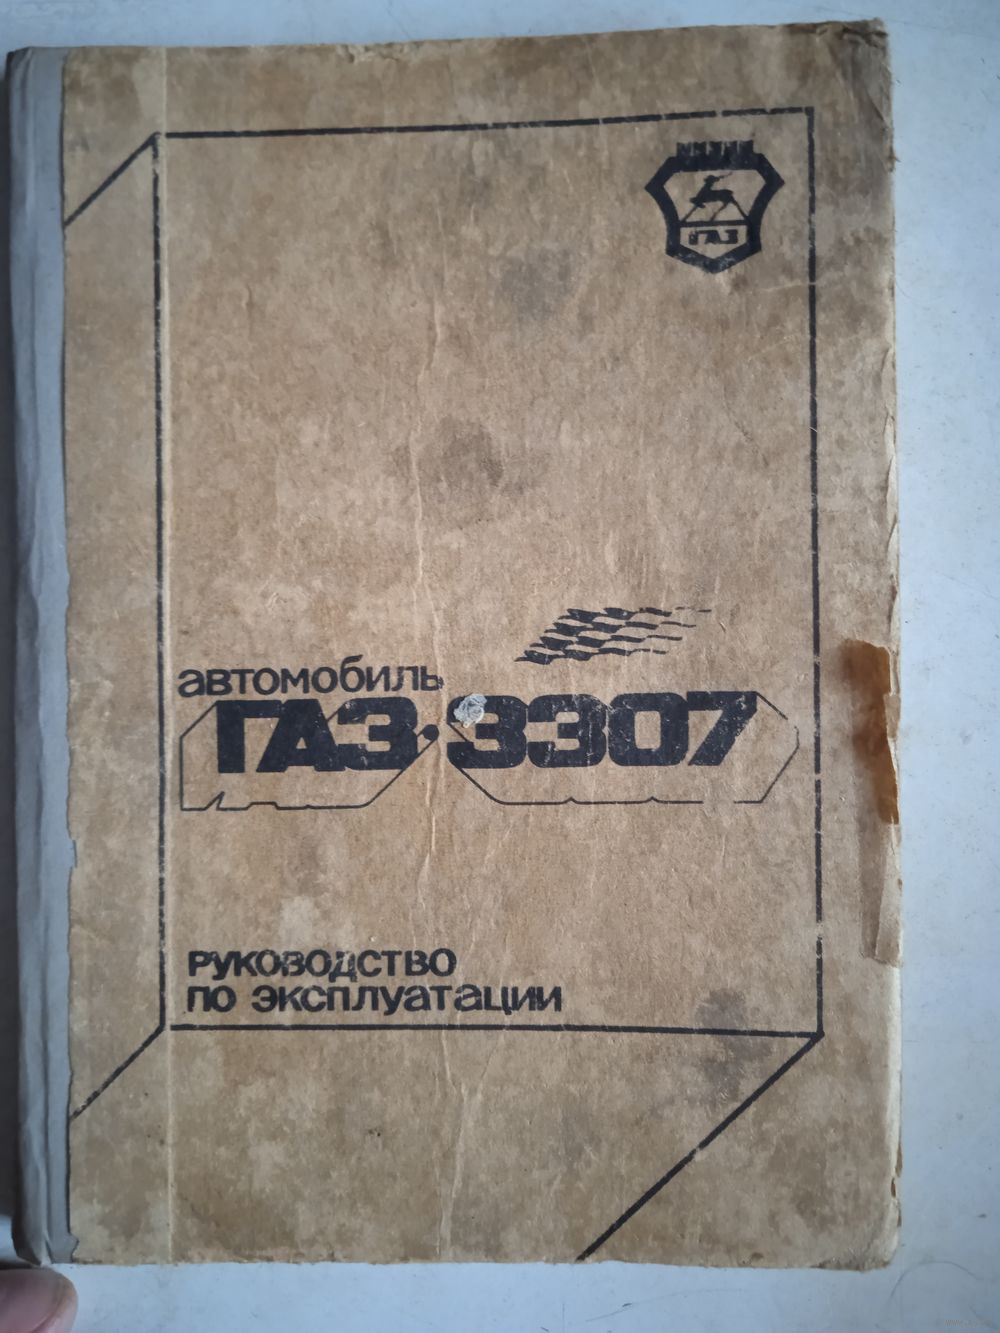 ГАЗ
автомобиль
ГАЗ·3307
РУКОВОДСТВО
ПО ЭКСПЛУАТАЦИИ